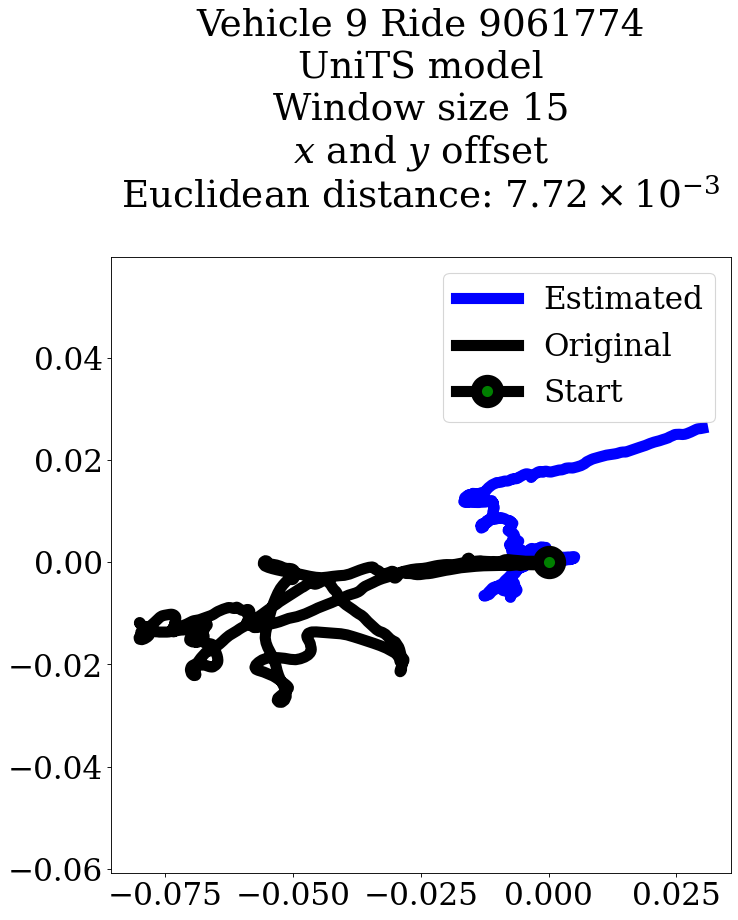 Vehicle 9 Ride 9061774
UniTS model
Window size 15
x and y offset
Euclidean distance: 7.72 × 10⁻³
Estimated
Original
Start
0.04
0.02
0.00
−0.02
−0.04
−0.06
−0.075 −0.050 −0.025 0.000 0.025